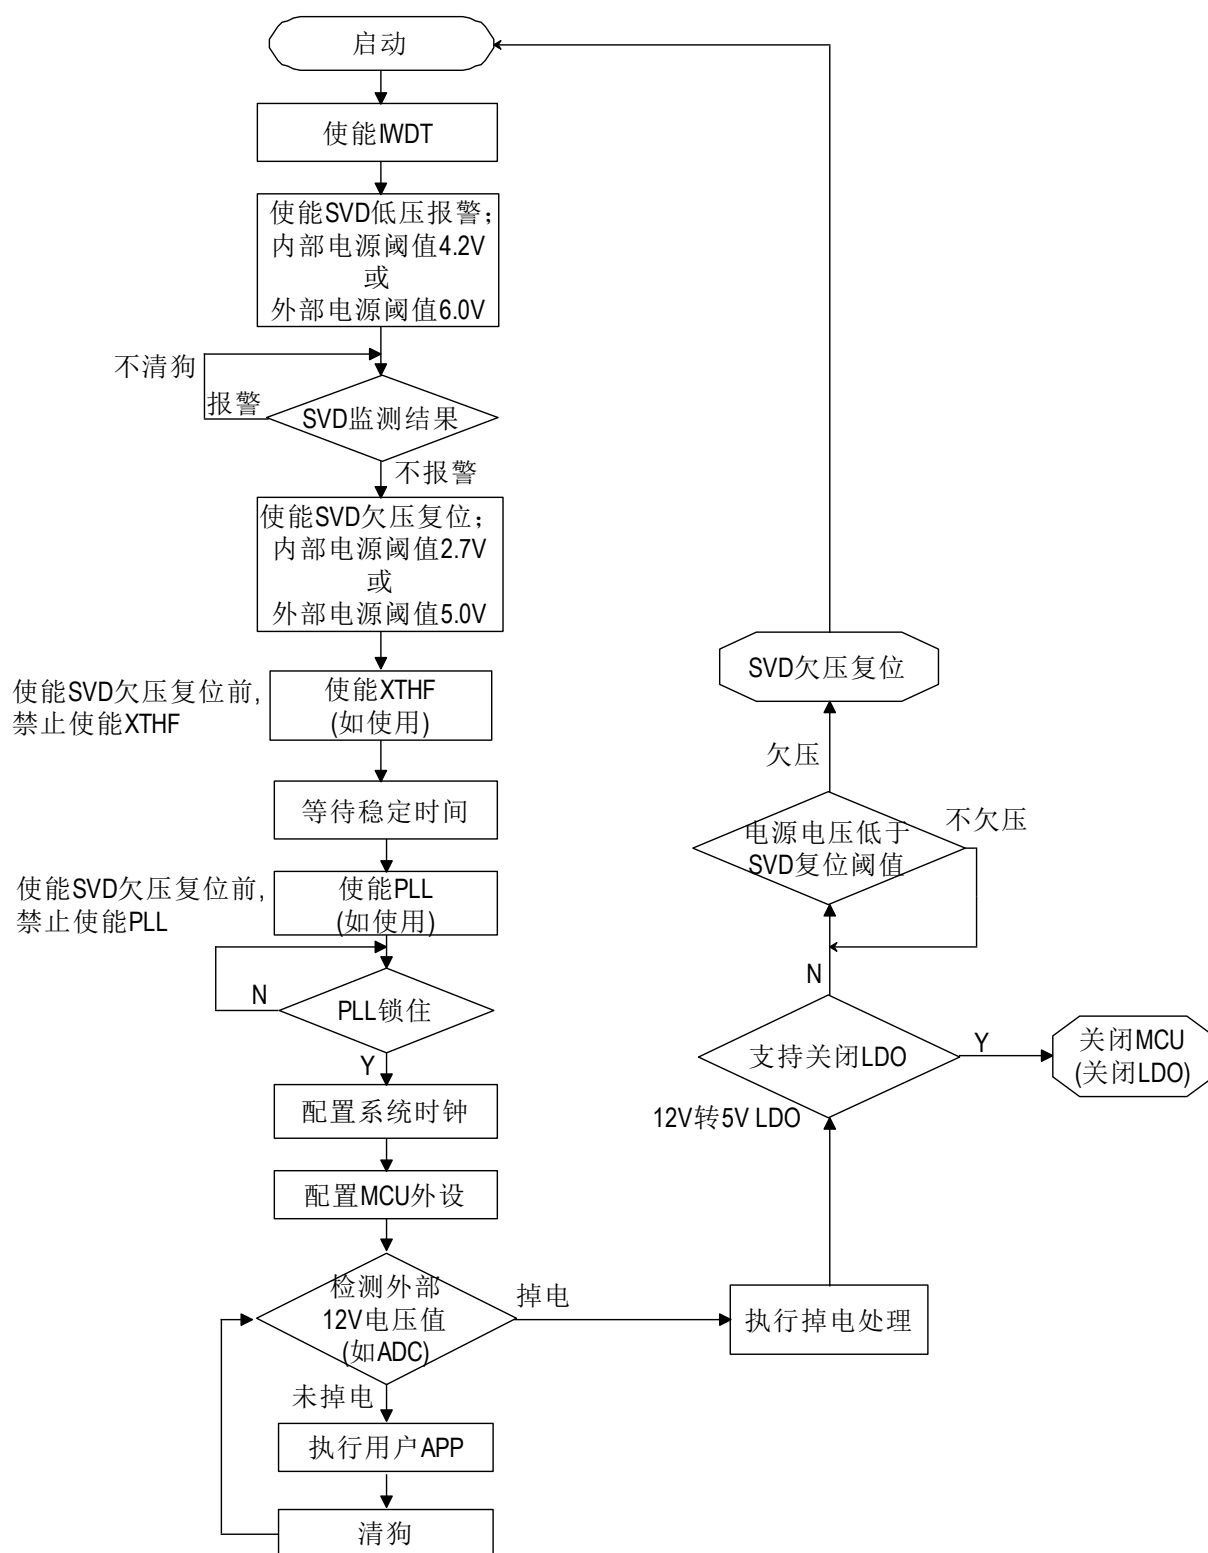 启动
使能IWDT
使能SVD低压报警；
内部电源阈值4.2V
或
外部电源阈值6.0V
不清狗
报警
SVD监测结果
不报警
使能SVD欠压复位；
内部电源阈值2.7V
或
外部电源阈值5.0V
使能SVD欠压复位前,
禁止使能XTHF
使能XTHF
(如使用)
等待稳定时间
使能SVD欠压复位前,
禁止使能PLL
使能PLL
(如使用)
N
PLL锁住
Y
配置系统时钟
配置MCU外设
检测外部
12V电压值
(如ADC)
掉电
未掉电
执行用户APP
清狗
执行掉电处理
12V转5V LDO
支持关闭LDO
Y
关闭MCU
(关闭LDO)
N
电源电压低于
SVD复位阈值
不欠压
欠压
SVD欠压复位